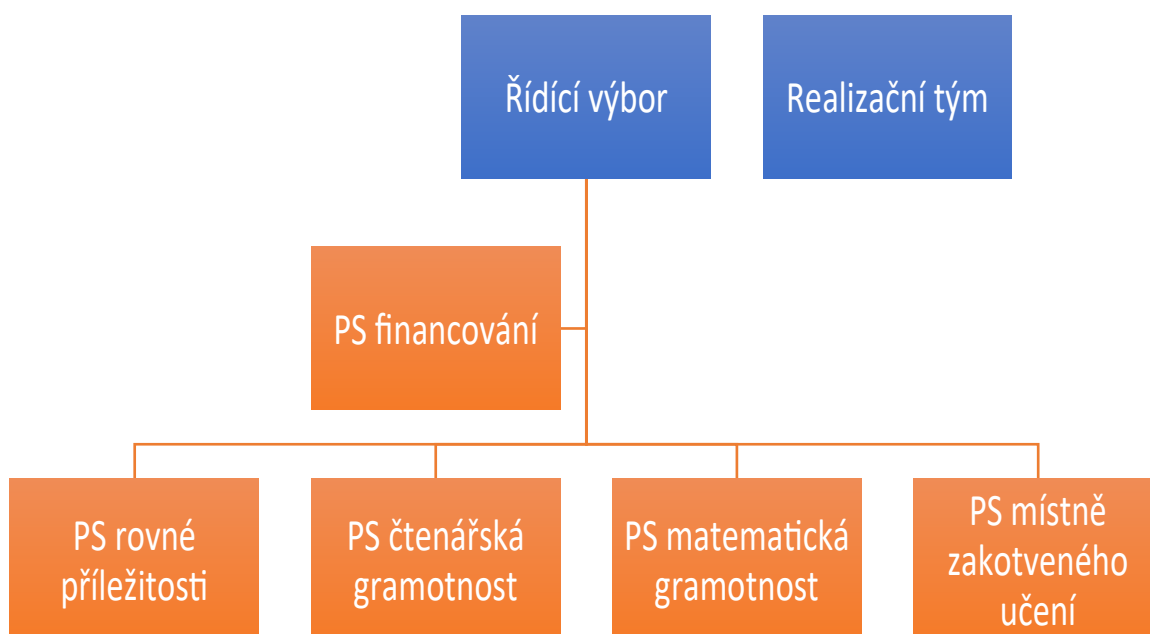 Řídící výbor
Realizační tým
PS financování
PS rovné
příležitosti
PS čtenářská
gramotnost
PS matematická
gramotnost
PS místně
zakotveného
učení